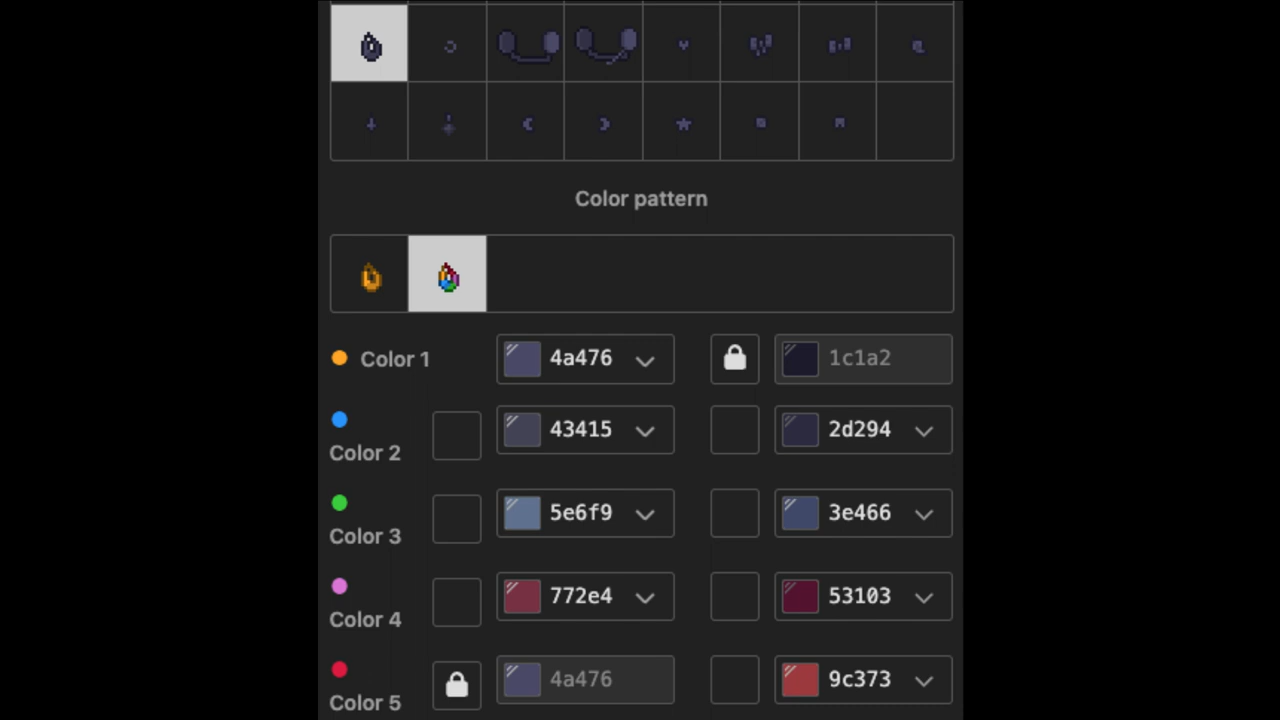 Color pattern
Color 1 4a476 1c1a2
Color 2 43415 2d294
Color 3 5e6f9 3e466
Color 4 772e4 53103
Color 5 4a476 9c373